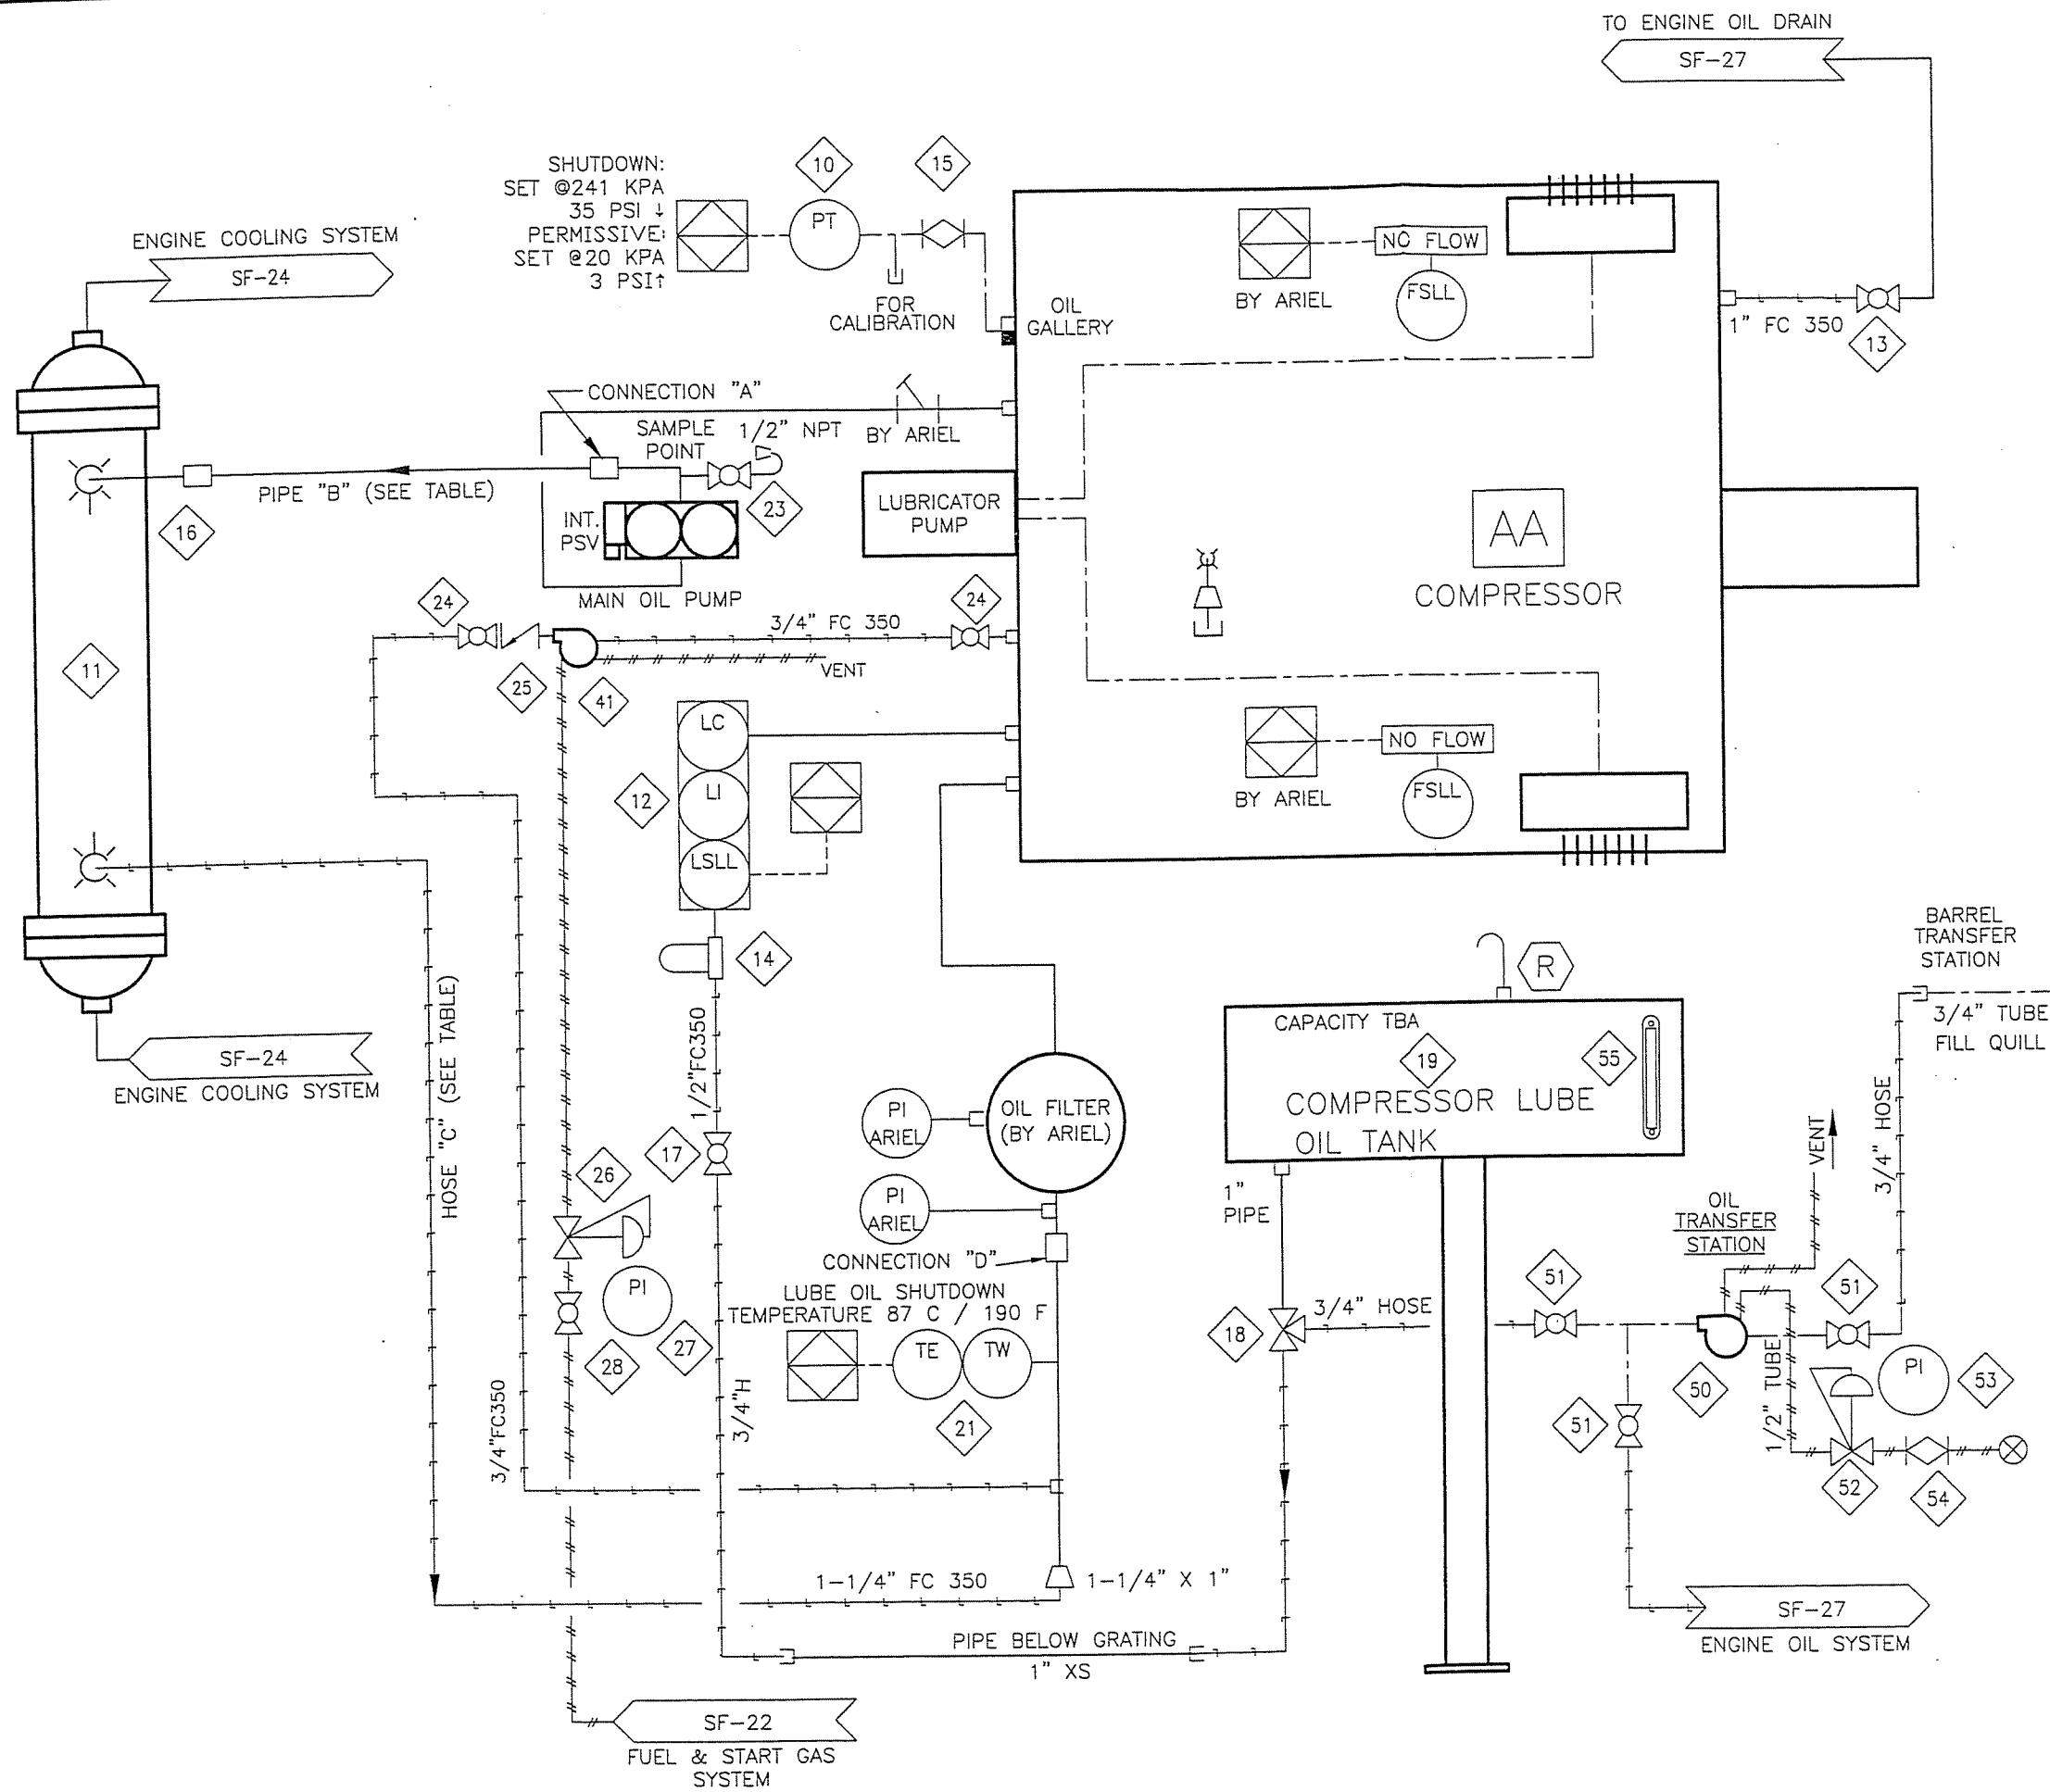 TO ENGINE OIL DRAIN
SF-27
SHUTDOWN:
SET @241 KPA
35 PSI ↓
PERMISSIVE:
SET @20 KPA
3 PSI↑
10
15
PT
FOR
CALIBRATION
OIL
GALLERY
NO FLOW
FSLL
BY ARIEL
1" FC 350
13
ENGINE COOLING SYSTEM
SF-24
CONNECTION "A"
SAMPLE
POINT
1/2" NPT
BY ARIEL
PIPE "B" (SEE TABLE)
16
23
INT.
PSV
MAIN OIL PUMP
LUBRICATOR
PUMP
AA
COMPRESSOR
24
24
3/4" FC 350
VENT
11
25
41
LC
LI
LSLL
12
NO FLOW
FSLL
BY ARIEL
14
HOSE "C" (SEE TABLE)
1/2"FC350
SF-24
ENGINE COOLING SYSTEM
R
BARREL
TRANSFER
STATION
3/4" TUBE
FILL QUILL
CAPACITY TBA
19
55
COMPRESSOR LUBE
OIL TANK
3/4" HOSE
VENT
PI
ARIEL
OIL FILTER
(BY ARIEL)
PI
ARIEL
17
26
1"
PIPE
OIL
TRANSFER
STATION
CONNECTION "D"
LUBE OIL SHUTDOWN
TEMPERATURE 87 C / 190 F
PI
27
28
TE
TW
21
18
3/4" HOSE
51
51
50
51
1/2" TUBE
PI
53
52
54
3/4"FC350
3/4"H
1-1/4" FC 350
1-1/4" X 1"
PIPE BELOW GRATING
1" XS
SF-27
ENGINE OIL SYSTEM
SF-22
FUEL & START GAS
SYSTEM